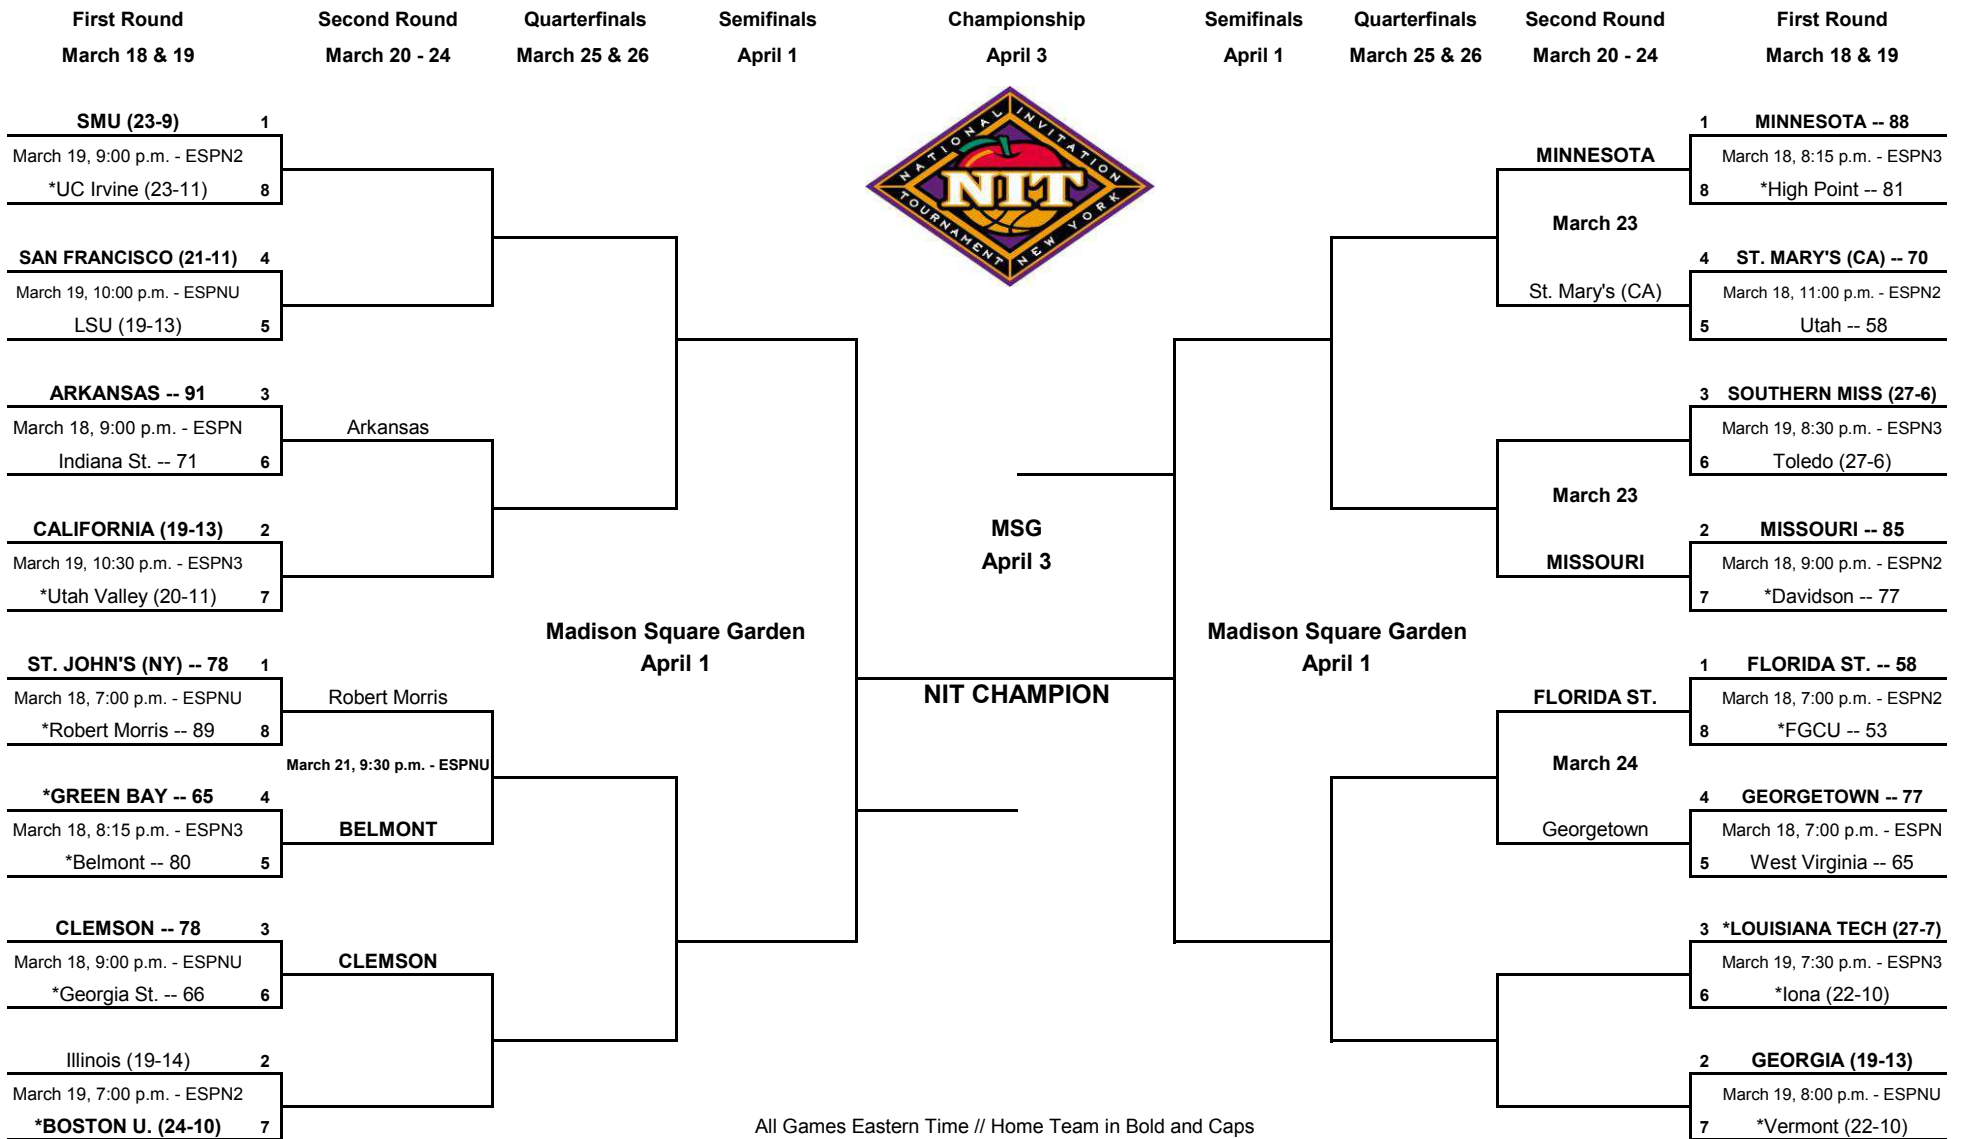 First Round
March 18 & 19
Second Round
March 20 - 24
Quarterfinals
March 25 & 26
Semifinals
April 1
Championship
April 3
Semifinals
April 1
Quarterfinals
March 25 & 26
Second Round
March 20 - 24
First Round
March 18 & 19
SMU (23-9) 1
March 19, 9:00 p.m. - ESPN2
*UC Irvine (23-11) 8
SAN FRANCISCO (21-11) 4
March 19, 10:00 p.m. - ESPNU
LSU (19-13) 5
ARKANSAS -- 91 3
March 18, 9:00 p.m. - ESPN
Indiana St. -- 71 6
CALIFORNIA (19-13) 2
March 19, 10:30 p.m. - ESPN3
*Utah Valley (20-11) 7
ST. JOHN'S (NY) -- 78 1
March 18, 7:00 p.m. - ESPNU
*Robert Morris -- 89 8
*GREEN BAY -- 65 4
March 18, 8:15 p.m. - ESPN3
*Belmont -- 80 5
CLEMSON -- 78 3
March 18, 9:00 p.m. - ESPNU
*Georgia St. -- 66 6
Illinois (19-14) 2
March 19, 7:00 p.m. - ESPN2
*BOSTON U. (24-10) 7
Arkansas
Robert Morris
March 21, 9:30 p.m. - ESPNU
BELMONT
CLEMSON
Madison Square Garden
April 1
NATIONAL INVITATION
NIT
TOURNAMENT NEW YORK
MSG
April 3
NIT CHAMPION
Madison Square Garden
April 1
MINNESOTA
March 23
St. Mary's (CA)
March 23
MISSOURI
FLORIDA ST.
March 24
Georgetown
1 MINNESOTA -- 88
March 18, 8:15 p.m. - ESPN3
8 *High Point -- 81
4 ST. MARY'S (CA) -- 70
March 18, 11:00 p.m. - ESPN2
5 Utah -- 58
3 SOUTHERN MISS (27-6)
March 19, 8:30 p.m. - ESPN3
6 Toledo (27-6)
2 MISSOURI -- 85
March 18, 9:00 p.m. - ESPN2
7 *Davidson -- 77
1 FLORIDA ST. -- 58
March 18, 7:00 p.m. - ESPN2
8 *FGCU -- 53
4 GEORGETOWN -- 77
March 18, 7:00 p.m. - ESPN
5 West Virginia -- 65
3 *LOUISIANA TECH (27-7)
March 19, 7:30 p.m. - ESPN3
6 *Iona (22-10)
2 GEORGIA (19-13)
March 19, 8:00 p.m. - ESPNU
7 *Vermont (22-10)
All Games Eastern Time // Home Team in Bold and Caps